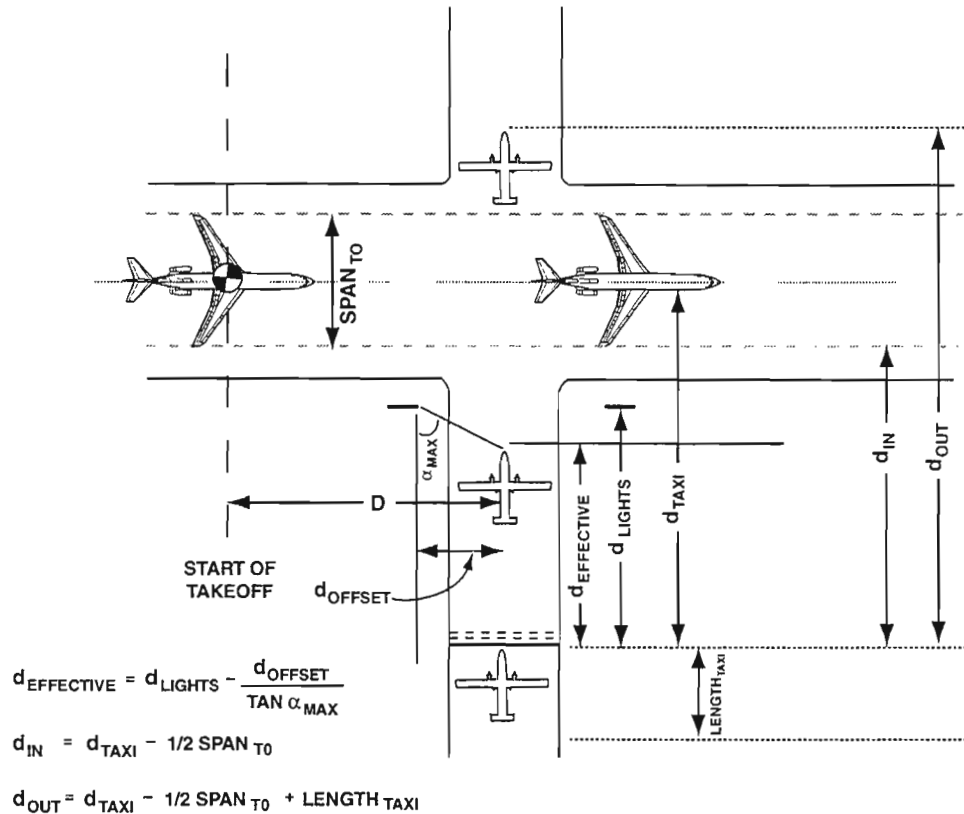 SPAN TO
α MAX
D
START OF
TAKEOFF
d OFFSET
d EFFECTIVE
d LIGHTS
d TAXI
d IN
d OUT
LENGTH TAXI
d EFFECTIVE = d LIGHTS - d OFFSET / TAN α MAX
d IN = d TAXI - 1/2 SPAN TO
d OUT = d TAXI - 1/2 SPAN TO + LENGTH TAXI